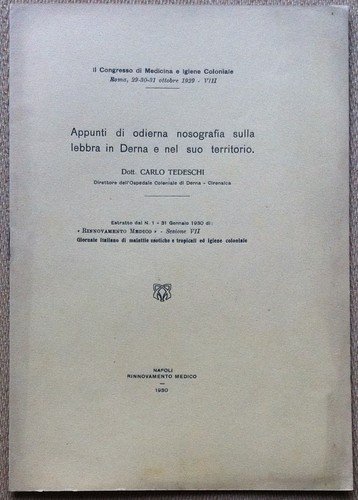 II Congresso di Medicina e Igiene Coloniale
Roma, 29-30-31 ottobre 1929 - VIII
Appunti di odierna nosografia sulla
lebbra in Derna e nel suo territorio.
Dott. CARLO TEDESCHI
Direttore dell'Ospedale Coloniale di Derna - Cirenaica
Estratto dal N. 1 - 31 Gennaio 1930 di:
« RINNOVAMENTO MEDICO » - Sezione VII
Giornale italiano di malattie esotiche e tropicali ed igiene coloniale
NAPOLI
RINNOVAMENTO MEDICO
1930